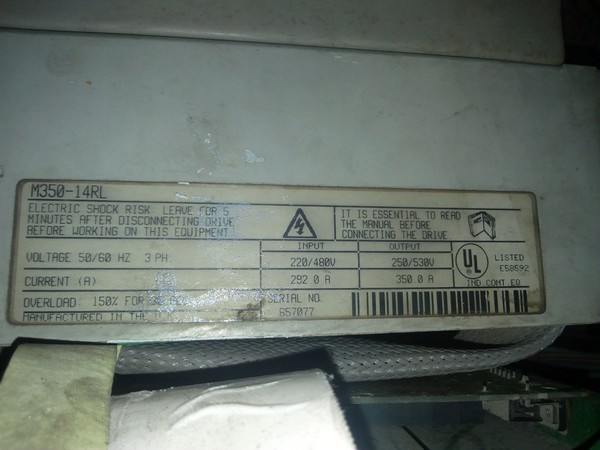 M350-14RL
ELECTRIC SHOCK RISK LEAVE FOR 5
MINUTES AFTER DISCONNECTING DRIVE
BEFORE WORKING ON THIS EQUIPMENT
IT IS ESSENTIAL TO READ
THE MANUAL BEFORE
CONNECTING THE DRIVE
INPUT OUTPUT
VOLTAGE 50/60 HZ 3 PH 220/480V 250/530V
CURRENT (A) 292 0 A 350 0 A
UL LISTED
E58592
IND CONT EQ
OVERLOAD 150% FOR
SERIAL NO.
657077
MANUFACTURED IN THE